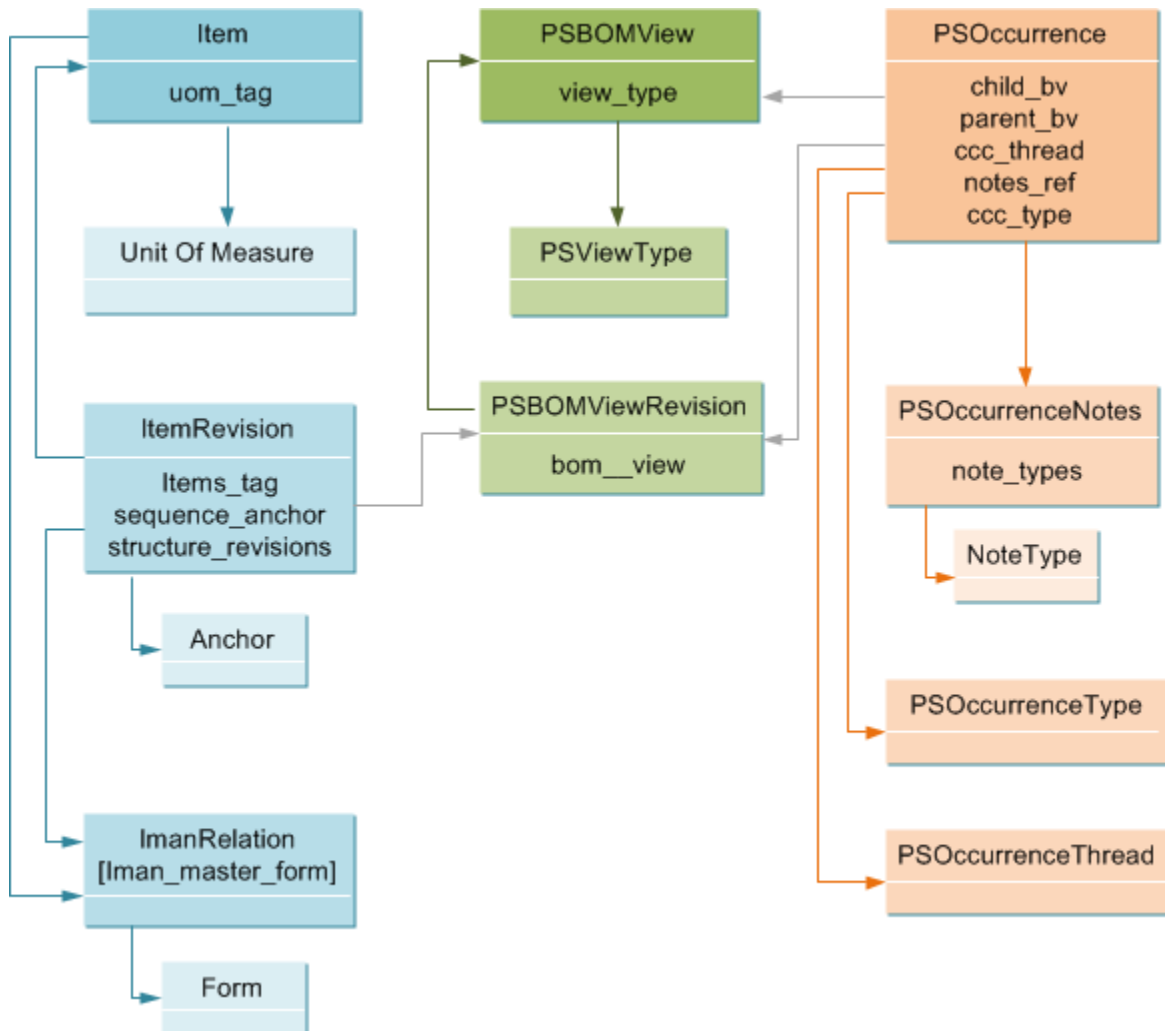 Item
uom_tag
PSBOMView
view_type
PSOccurrence
child_bv
parent_bv
ccc_thread
notes_ref
ccc_type
Unit Of Measure
PSViewType
ItemRevision
Items_tag
sequence_anchor
structure_revisions
PSBOMViewRevision
bom__view
PSOccurrenceNotes
note_types
NoteType
Anchor
PSOccurrenceType
ImanRelation
[Iman_master_form]
PSOccurrenceThread
Form